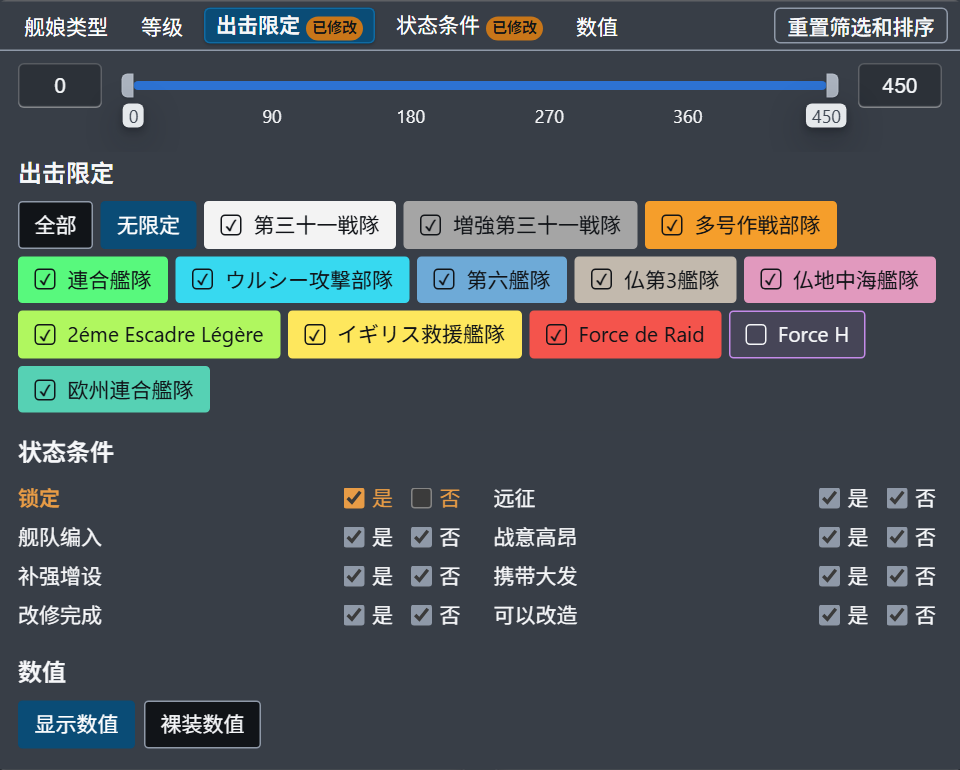 舰娘类型 等级 出击限定 已修改 状态条件 已修改 数值 重置筛选和排序
0 450
0 90 180 270 360 450
出击限定
全部 无限定 第三十一戦隊 増強第三十一戦隊 多号作戦部隊
連合艦隊 ウルシー攻撃部隊 第六艦隊 仏第3艦隊 仏地中海艦隊
2éme Escadre Légère イギリス救援艦隊 Force de Raid Force H
欧州連合艦隊
状态条件
锁定 是 否 远征 是 否
舰队编入 是 否 战意高昂 是 否
补强增设 是 否 携带大发 是 否
改修完成 是 否 可以改造 是 否
数值
显示数值 裸装数值